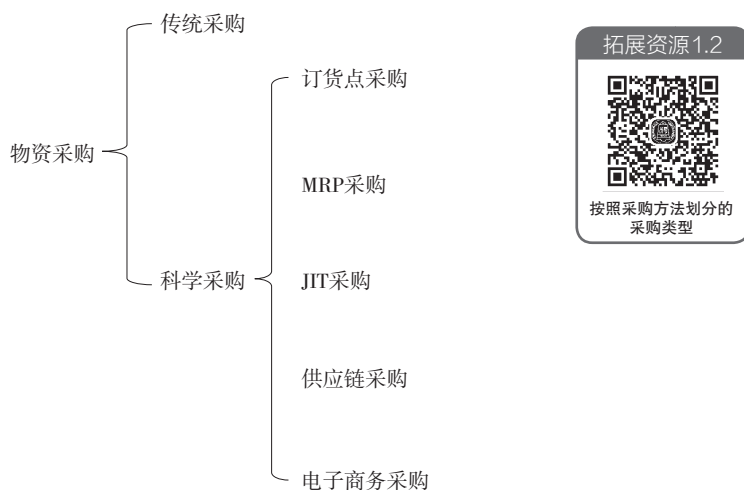 传统采购
拓展资源1.2
订货点采购
物资采购
MRP采购
按照采购方法划分的
采购类型
科学采购
JIT采购
供应链采购
电子商务采购